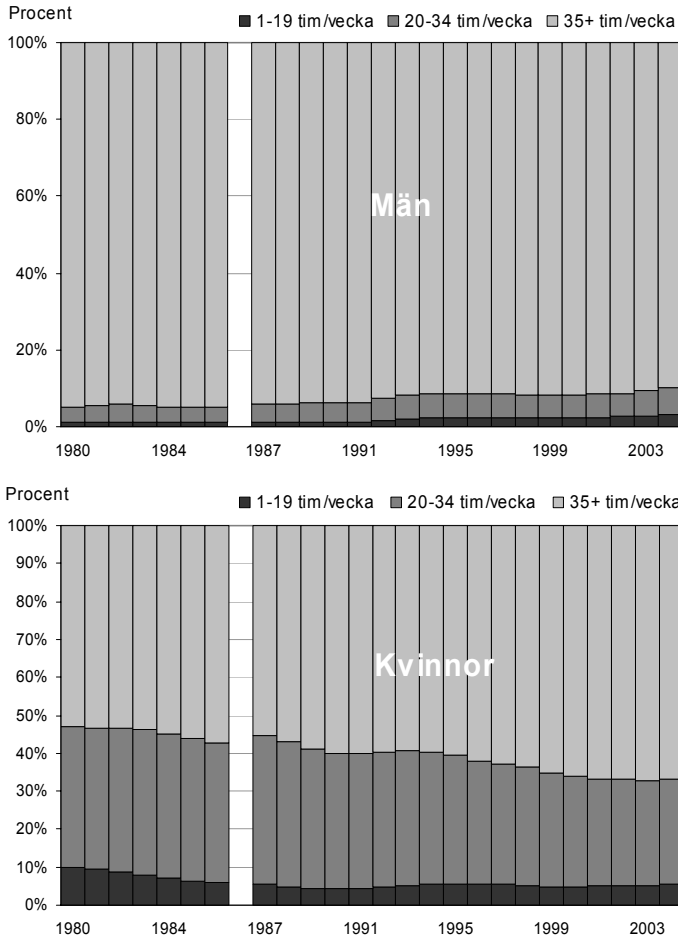 Procent
1-19 tim/vecka 20-34 tim/vecka 35+ tim/vecka
100%
80%
60%
Män
40%
20%
0%
1980 1984 1987 1991 1995 1999 2003
Procent
1-19 tim/vecka 20-34 tim/vecka 35+ tim/vecka
100%
90%
80%
70%
Kvinnor
60%
50%
40%
30%
20%
10%
0%
1980 1984 1987 1991 1995 1999 2003